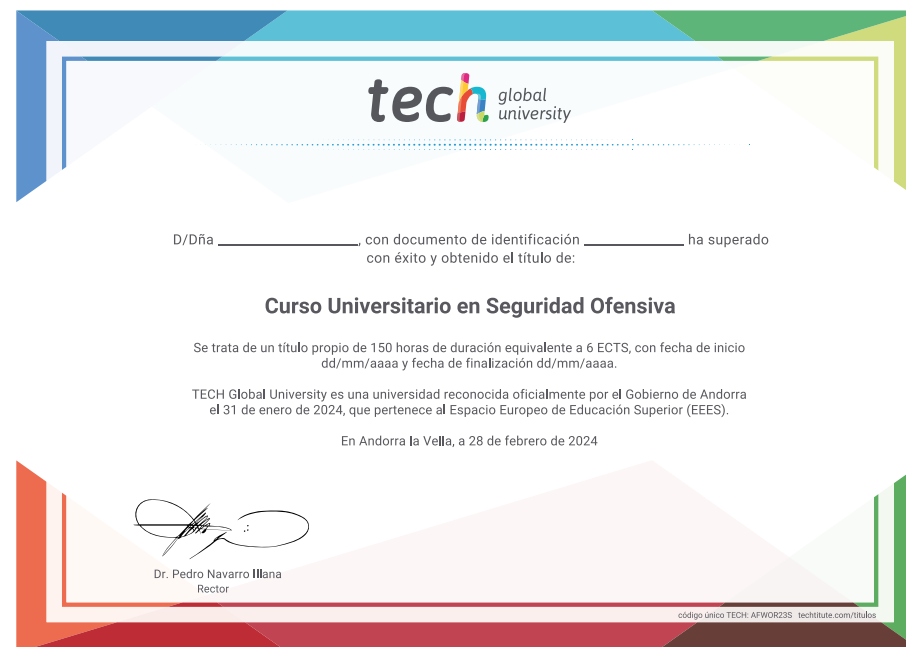 tech global university
D/Dña ____________________, con documento de identificación ______________ ha superado
con éxito y obtenido el título de:
Curso Universitario en Seguridad Ofensiva
Se trata de un título propio de 150 horas de duración equivalente a 6 ECTS, con fecha de inicio
dd/mm/aaaa y fecha de finalización dd/mm/aaaa.
TECH Global University es una universidad reconocida oficialmente por el Gobierno de Andorra
el 31 de enero de 2024, que pertenece al Espacio Europeo de Educación Superior (EEES).
En Andorra la Vella, a 28 de febrero de 2024
Dr. Pedro Navarro Illana
Rector
código único TECH: AFWOR23S techtitute.com/titulos